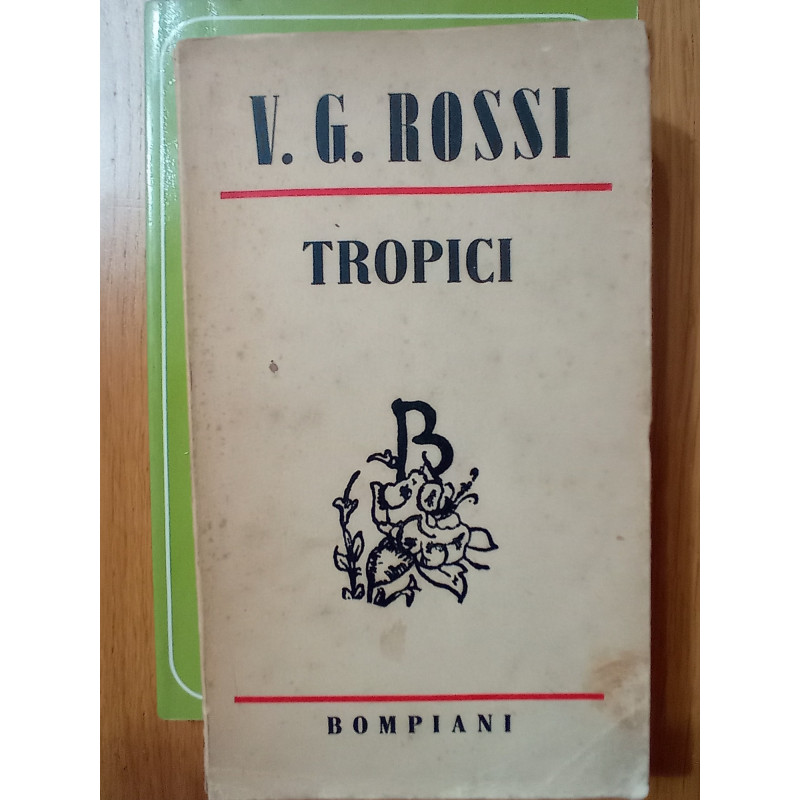 V. G. ROSSI
TROPICI
B
BOMPIANI